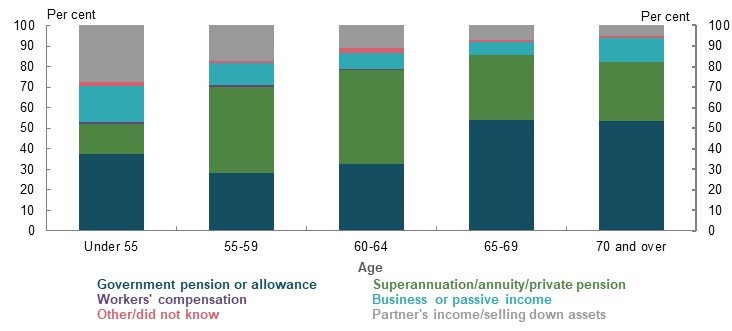 Per cent Per cent
100 100
90 90
80 80
70 70
60 60
50 50
40 40
30 30
20 20
10 10
0 0
Under 55 55-59 60-64 65-69 70 and over
Age
Government pension or allowance Superannuation/annuity/private pension
Workers' compensation Business or passive income
Other/did not know Partner's income/selling down assets